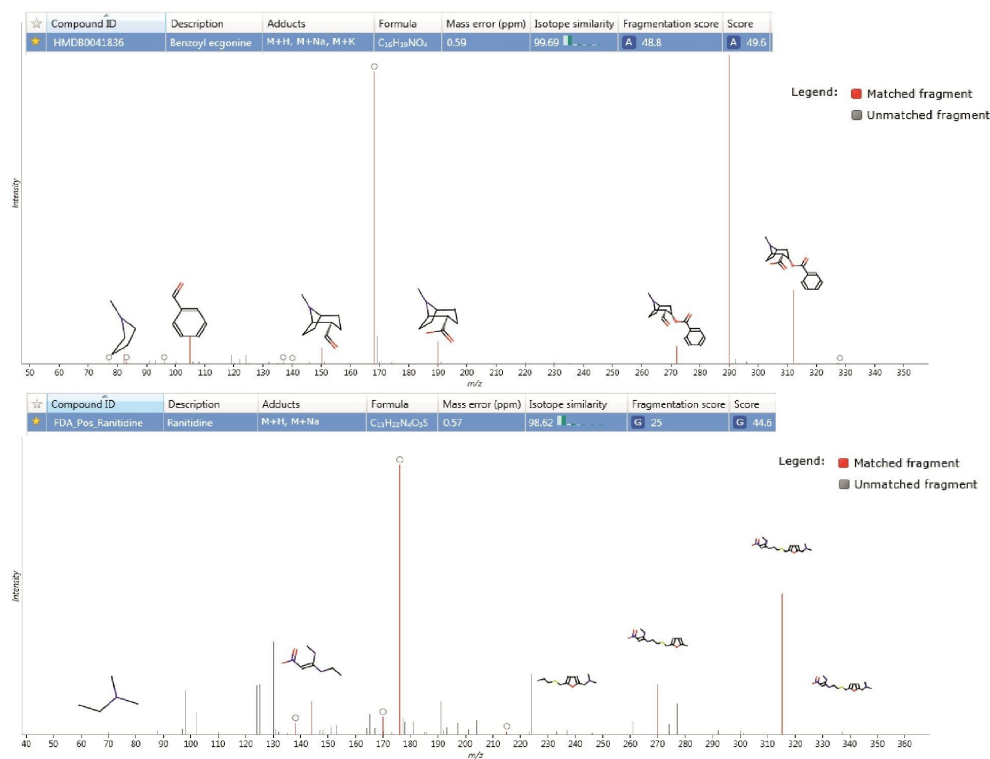 Compound ID Description Adducts Formula Mass error (ppm) Isotope similarity Fragmentation score Score
HMDB0041836 Benzoyl ecgonine M+H, M+Na, M+K C₁₆H₁₉NO₄ 0.59 99.69 A 48.8 A 49.6
Legend: Matched fragment
Unmatched fragment
Intensity
50 60 70 80 90 100 110 120 130 140 150 160 170 180 190 200 210 220 230 240 250 260 270 280 290 300 310 320 330 340 350
m/z
Compound ID Description Adducts Formula Mass error (ppm) Isotope similarity Fragmentation score Score
FDA_Pos_Ranitidine Ranitidine M+H, M+Na C₁₃H₂₂N₄O₃S 0.57 98.62 G 25 G 44.6
Legend: Matched fragment
Unmatched fragment
Intensity
40 50 60 70 80 90 100 110 120 130 140 150 160 170 180 190 200 210 220 230 240 250 260 270 280 290 300 310 320 330 340 350 360
m/z